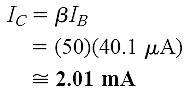 I_C = βI_B
= (50)(40.1 μA)
≅ 2.01 mA